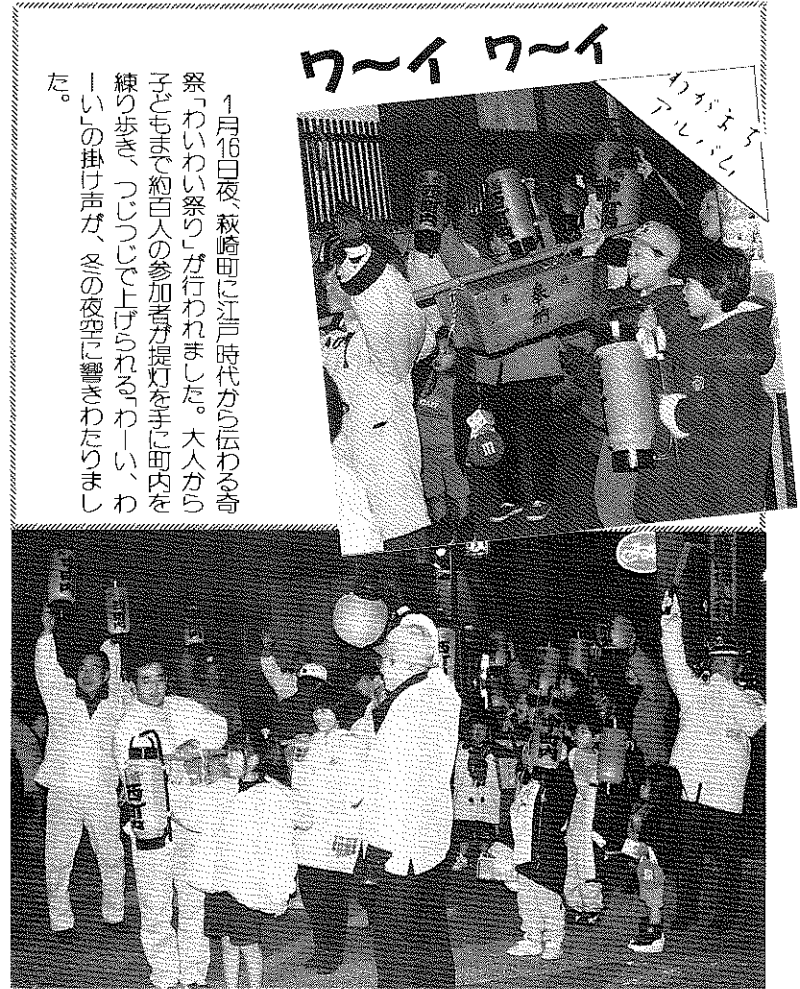 ワ〜イ ワ〜イ
わがまち
アルバム
1月16日夜、萩崎町に江戸時代から伝わる奇
祭「わいわい祭り」が行われました。大人から
子どもまで約百人の参加者が提灯を手に町内を
練り歩き、つじつじで上げられる「わーい、わ
ーい」の掛け声が、冬の夜空に響きわたりまし
た。
奉納